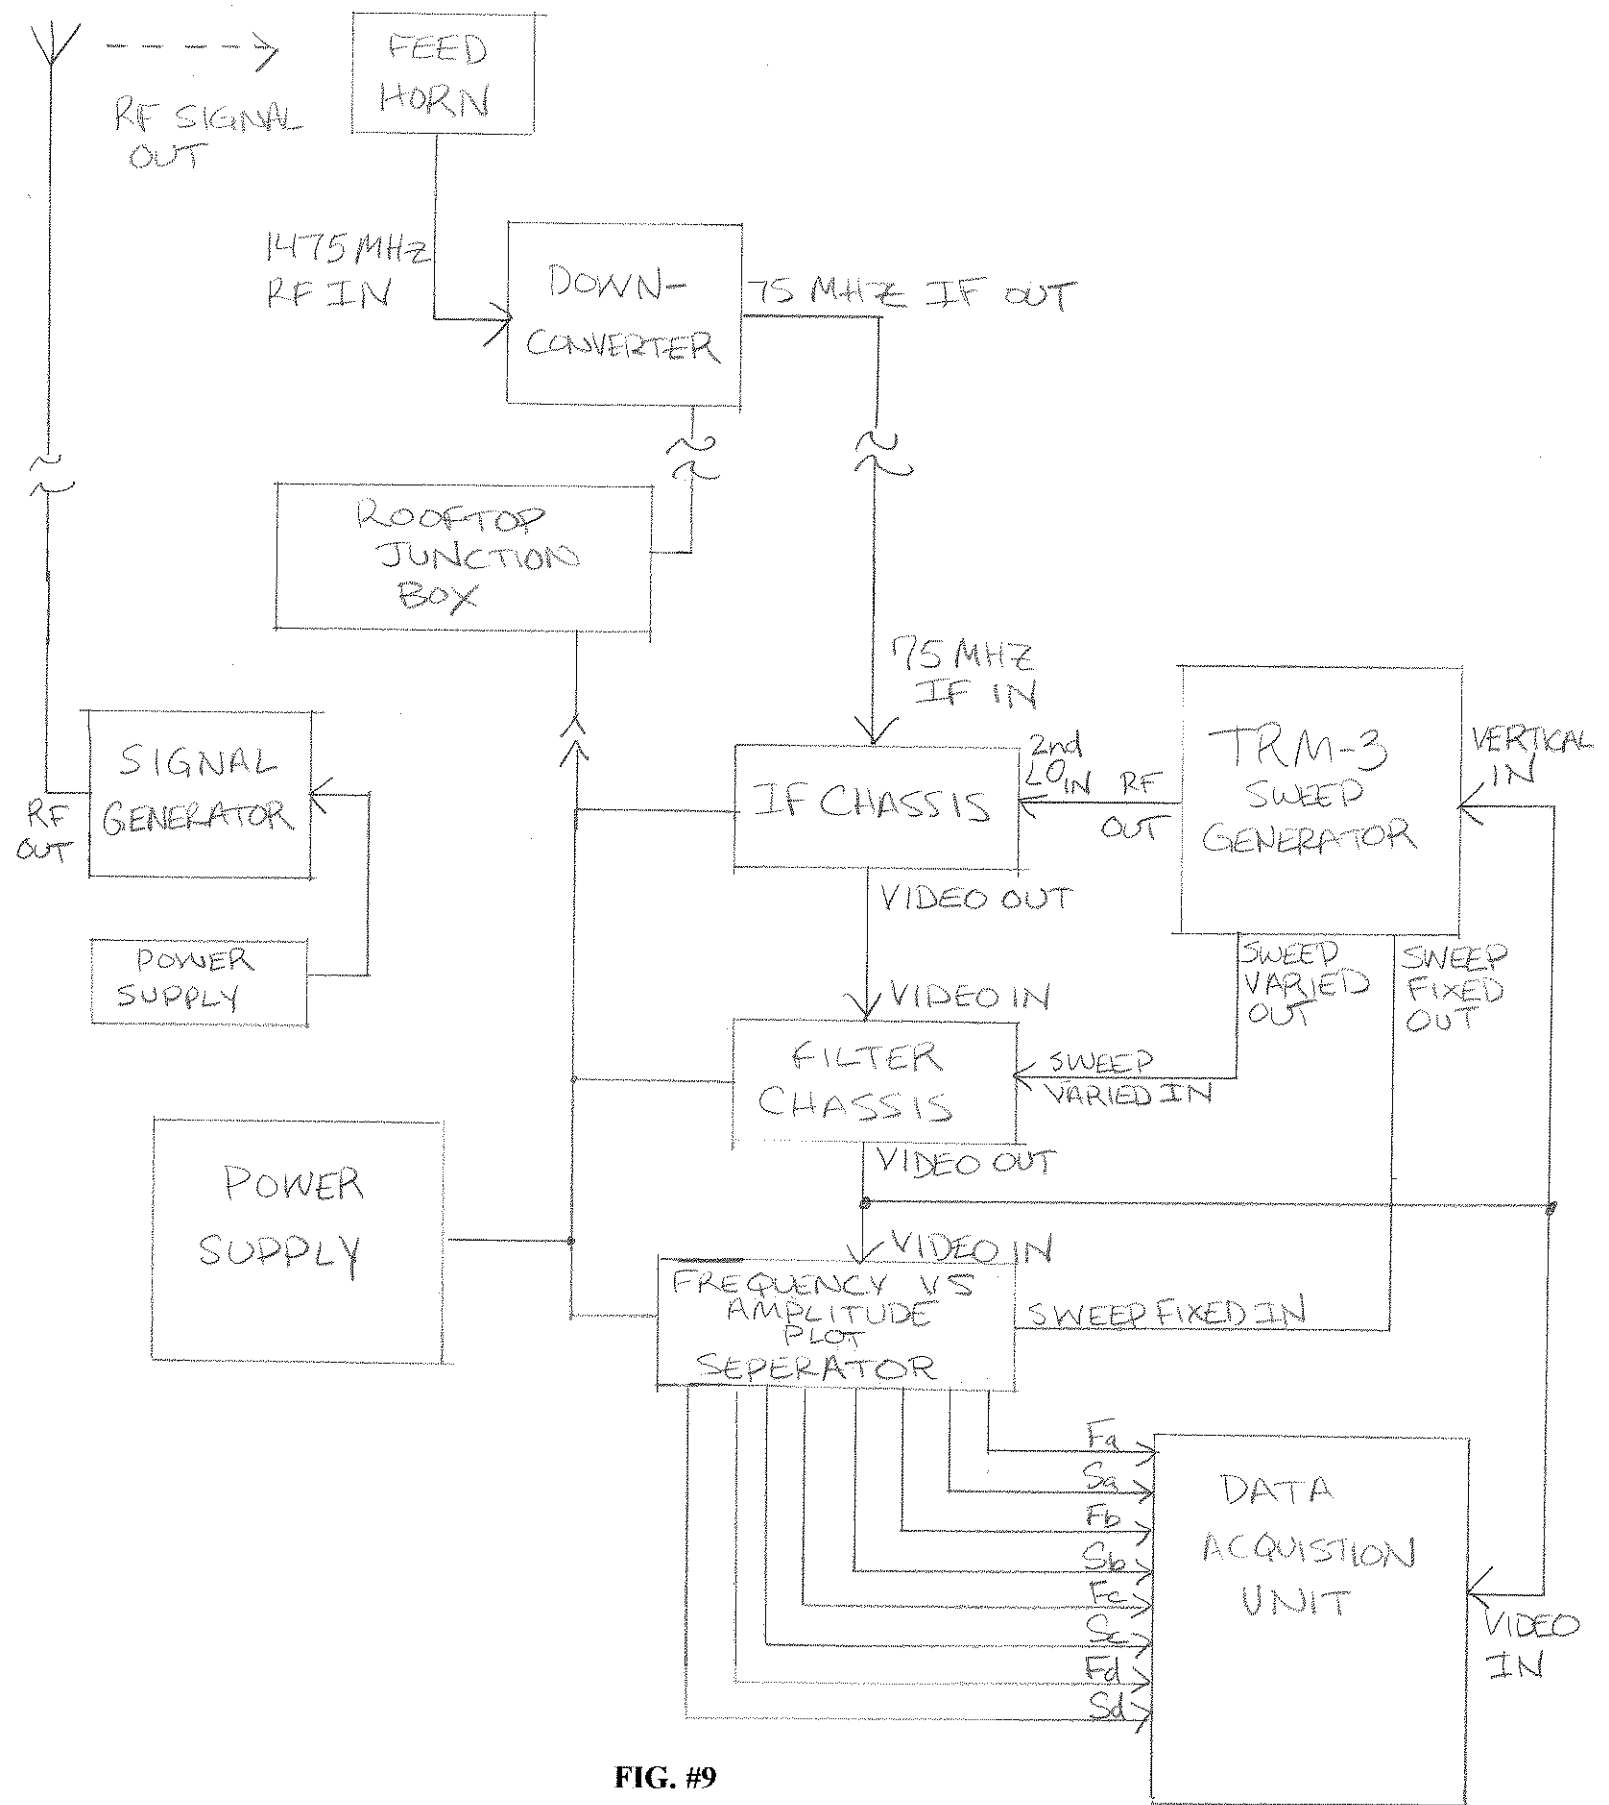 FEED
HORN
RF SIGNAL
OUT
1475 MHz
RF IN
DOWN-
CONVERTER
75 MHZ IF OUT
ROOFTOP
JUNCTION
BOX
75 MHZ
IF IN
SIGNAL
GENERATOR
RF
OUT
POWER
SUPPLY
2nd
LO IN
RF
OUT
IF CHASSIS
TRM-3
SWEEP
GENERATOR
VERTICAL
IN
VIDEO OUT
SWEEP
VARIED
OUT
SWEEP
FIXED
OUT
VIDEO IN
FILTER
CHASSIS
SWEEP
VARIED IN
VIDEO OUT
POWER
SUPPLY
VIDEO IN
FREQUENCY VS
AMPLITUDE
PLOT
SEPERATOR
SWEEP FIXED IN
Fa
Sa
Fb
Sb
Fc
Sc
Fd
Sd
DATA
ACQUISTION
UNIT
VIDEO
IN
FIG. #9